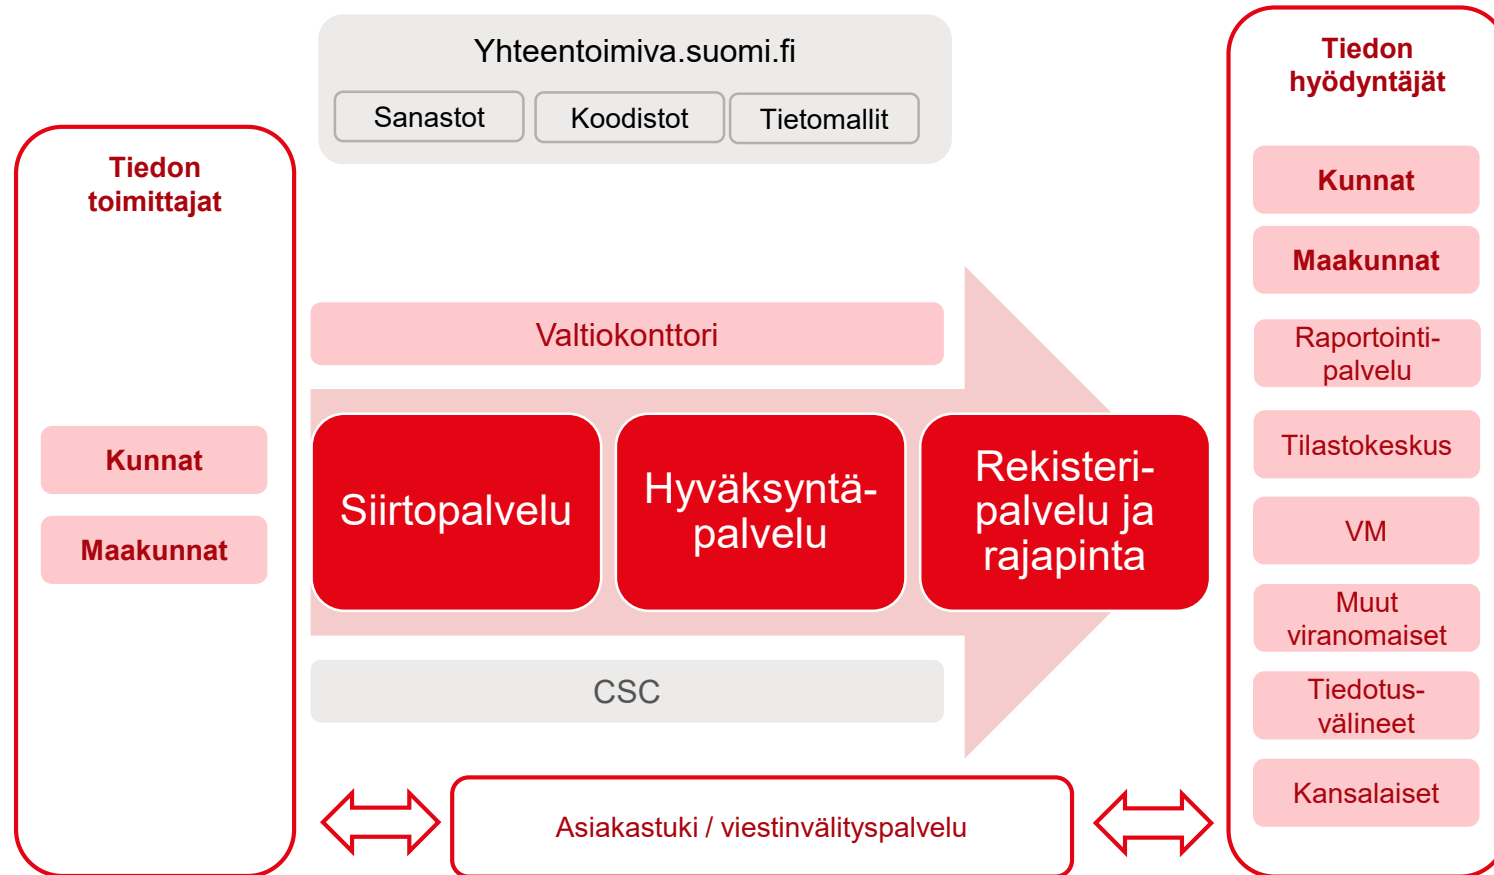 Yhteentoimiva.suomi.fi
Sanastot
Koodistot
Tietomallit
Tiedon
toimittajat
Kunnat
Maakunnat
Valtiokonttori
Siirtopalvelu
Hyväksyntä-
palvelu
Rekisteri-
palvelu ja
rajapinta
CSC
Asiakastuki / viestinvälityspalvelu
Tiedon
hyödyntäjät
Kunnat
Maakunnat
Raportointi-
palvelu
Tilastokeskus
VM
Muut
viranomaiset
Tiedotus-
välineet
Kansalaiset